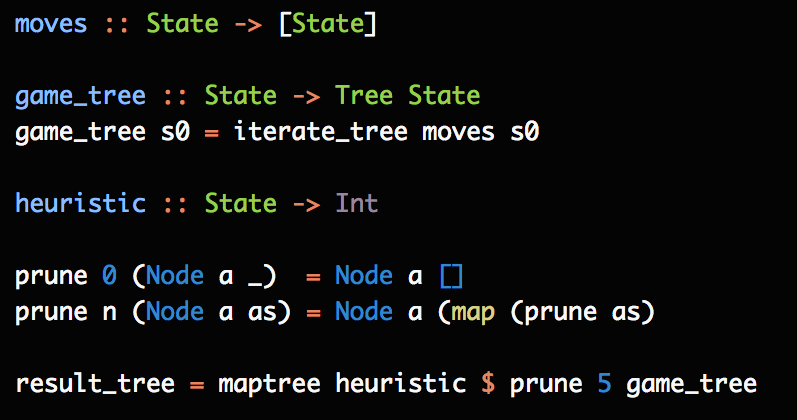 moves :: State -> [State]
game_tree :: State -> Tree State
game_tree s0 = iterate_tree moves s0
heuristic :: State -> Int
prune 0 (Node a _)  = Node a []
prune n (Node a as) = Node a (map (prune as)
result_tree = maptree heuristic $ prune 5 game_tree